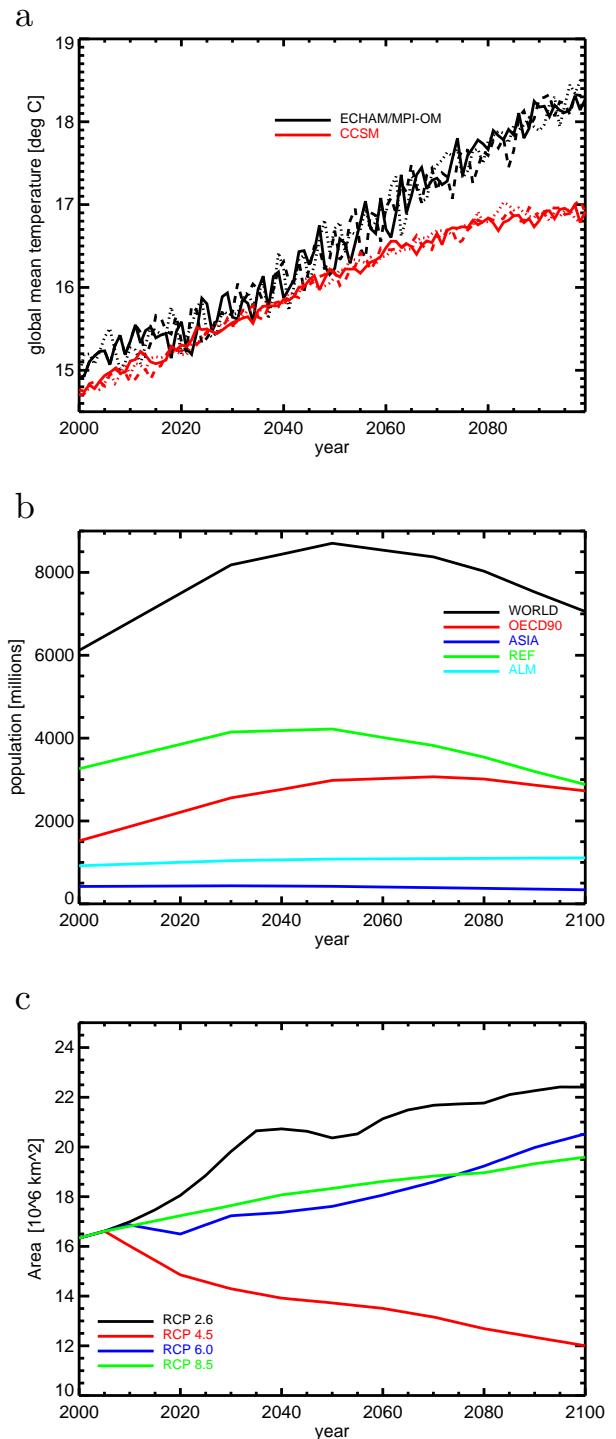 a
19
18
17
16
15
global mean temperature [deg C]
ECHAM/MPI-OM
CCSM
2000 2020 2040 2060 2080
year
b
8000
6000
4000
2000
0
population [millions]
WORLD
OECD90
ASIA
REF
ALM
2000 2020 2040 2060 2080 2100
year
c
24
22
20
18
16
14
12
10
Area [10^6 km^2]
RCP 2.6
RCP 4.5
RCP 6.0
RCP 8.5
2000 2020 2040 2060 2080 2100
year